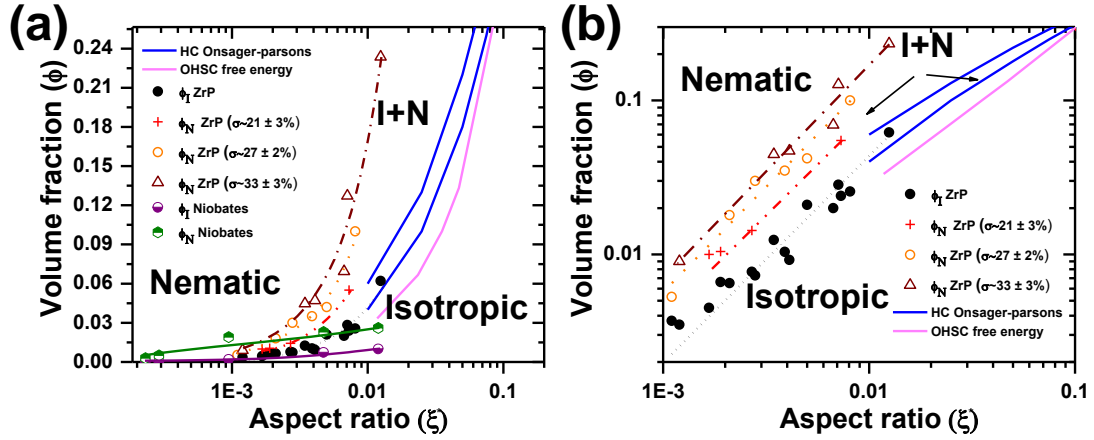 (a)
HC Onsager-parsons
OHSC free energy
ϕI ZrP
ϕN ZrP (σ~21 ± 3%)
ϕN ZrP (σ~27 ± 2%)
ϕN ZrP (σ~33 ± 3%)
ϕI Niobates
ϕN Niobates
I+N
Nematic
Isotropic
0.24
0.21
0.18
0.15
0.12
0.09
0.06
0.03
0.00
Volume fraction (ϕ)
1E-3
0.01
0.1
Aspect ratio (ξ)
(b)
I+N
Nematic
Isotropic
ϕI ZrP
ϕN ZrP (σ~21 ± 3%)
ϕN ZrP (σ~27 ± 2%)
ϕN ZrP (σ~33 ± 3%)
HC Onsager-parsons
OHSC free energy
0.1
0.01
Volume fraction (ϕ)
1E-3
0.01
0.1
Aspect ratio (ξ)